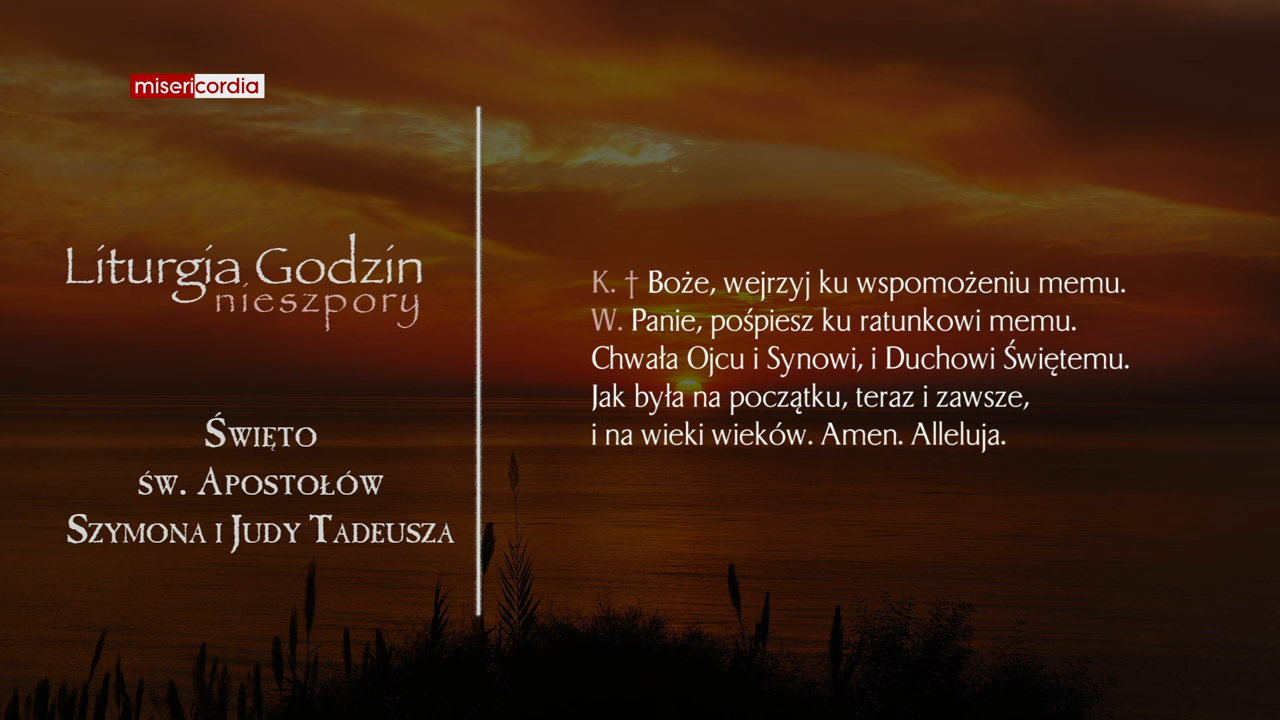 misericordia
Liturgia Godzin
nieszpory
Święto
św. Apostołów
Szymona i Judy Tadeusza
K. † Boże, wejrzyj ku wspomożeniu memu.
W. Panie, pośpiesz ku ratunkowi memu.
Chwała Ojcu i Synowi, i Duchowi Świętemu.
Jak była na początku, teraz i zawsze,
i na wieki wieków. Amen. Alleluja.